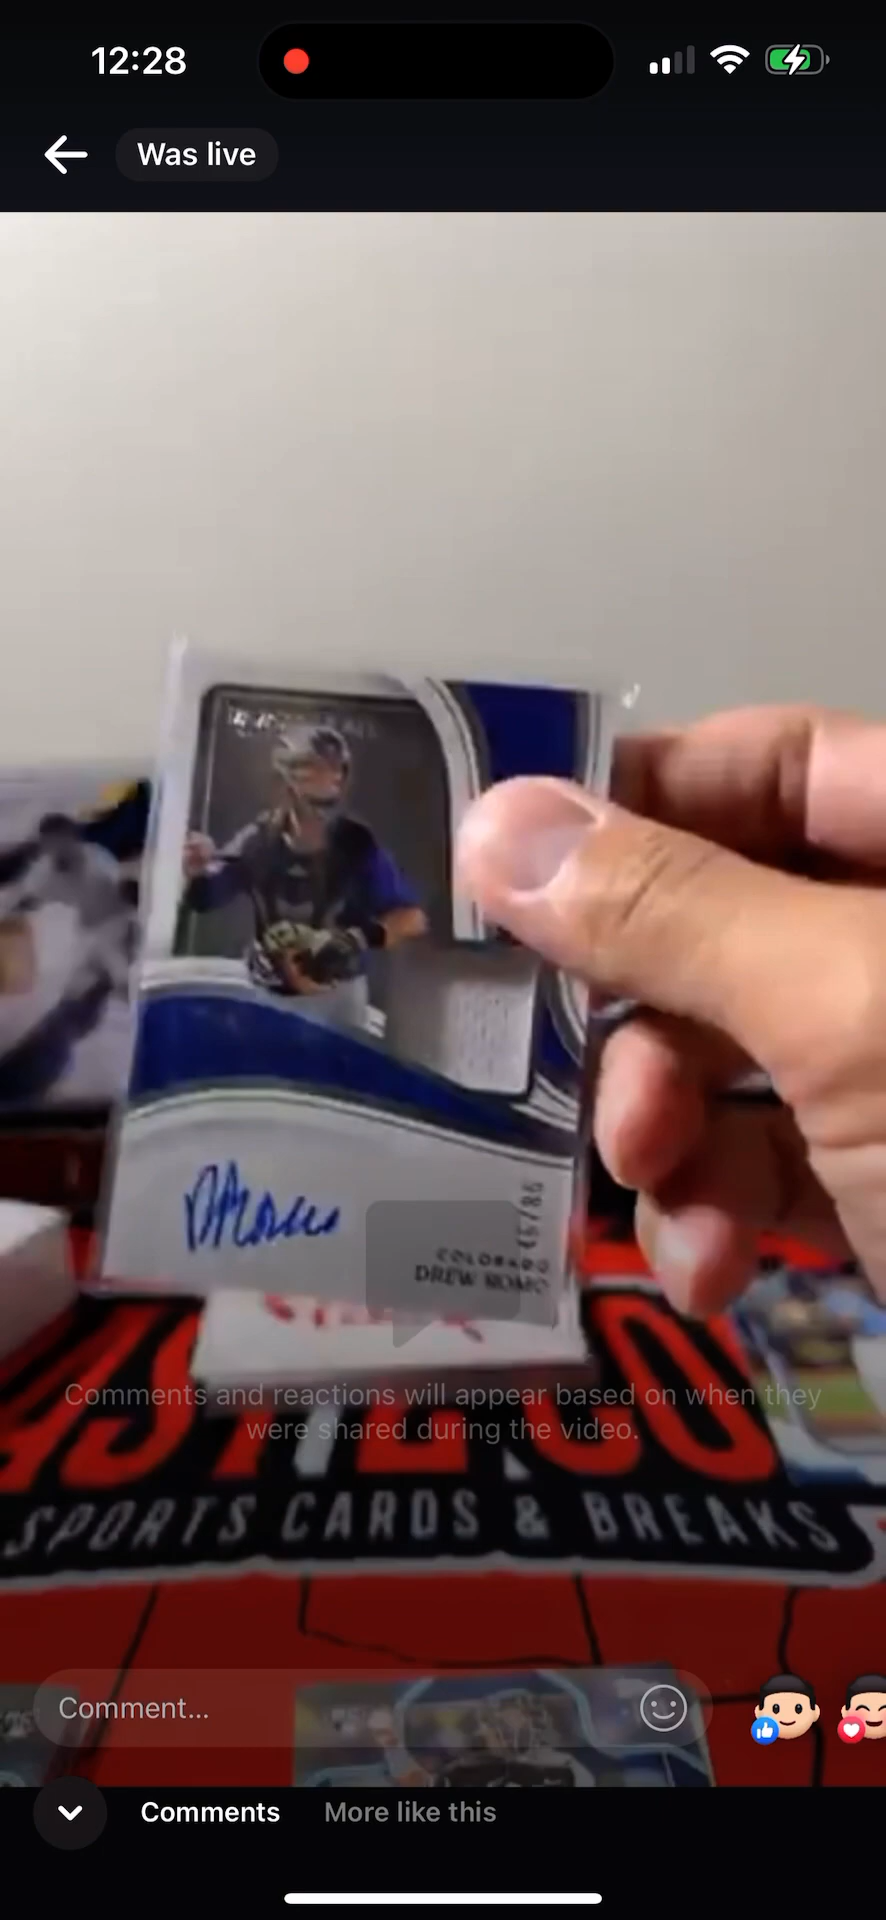 12:28
Was live
COLORADO
DREW ROMO
Comments and reactions will appear based on when they
were shared during the video.
SPORTS CARDS & BREAKS
Comment...
Comments
More like this